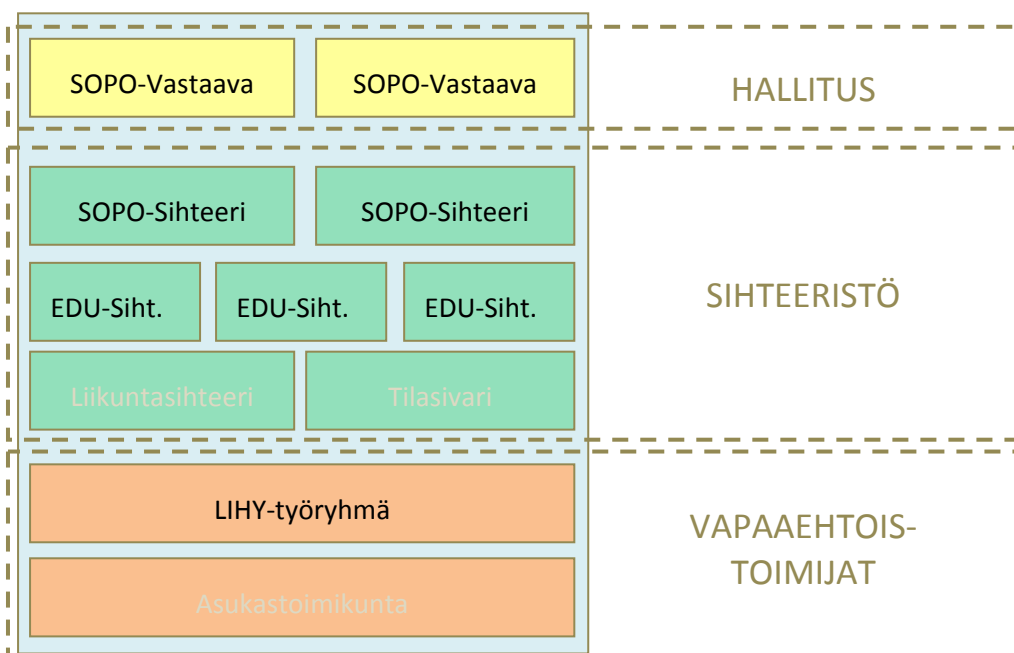 SOPO-Vastaava SOPO-Vastaava
HALLITUS
SOPO-Sihteeri SOPO-Sihteeri
EDU-Siht. EDU-Siht. EDU-Siht.
SIHTEERISTÖ
Liikuntasihteeri Tilasivari
LIHY-työryhmä
VAPAAEHTOIS-
TOIMIJAT
Asukastoimikunta